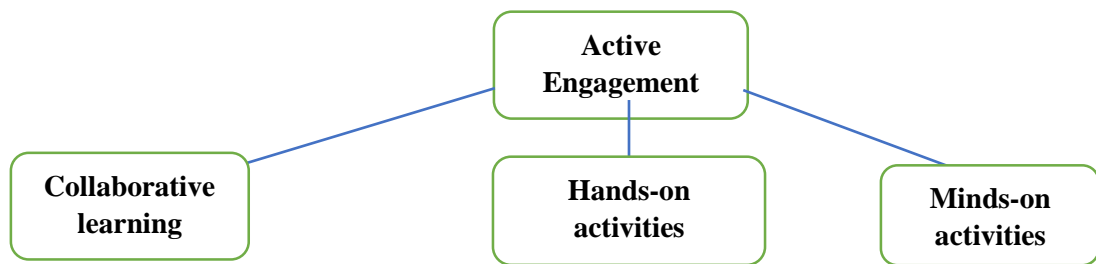 Active
Engagement
Collaborative
learning
Hands-on
activities
Minds-on
activities